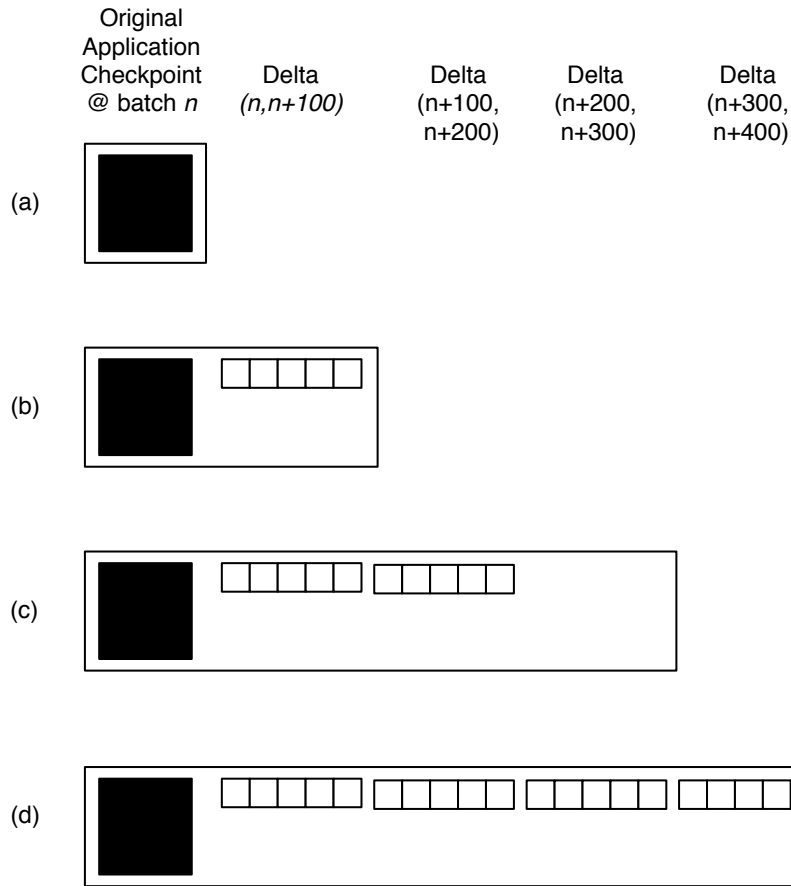 Original
Application
Checkpoint
@ batch n
Delta
(n,n+100)
Delta
(n+100,
n+200)
Delta
(n+200,
n+300)
Delta
(n+300,
n+400)
(a)
(b)
(c)
(d)